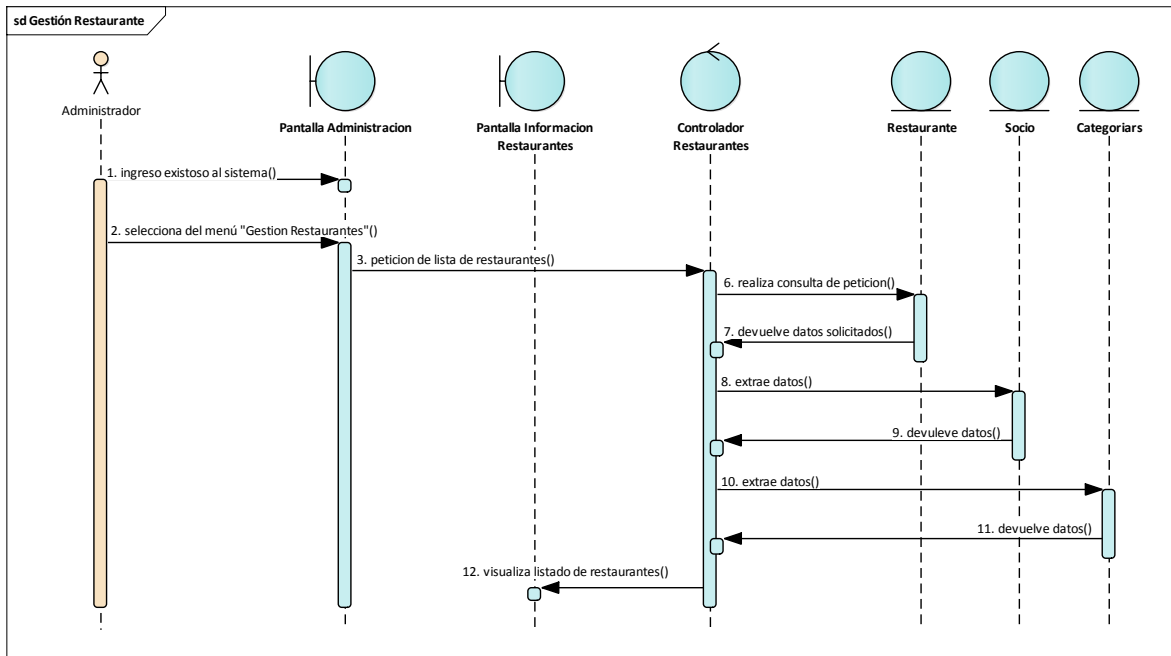 sd Gestión Restaurante
Administrador
Pantalla Administracion
Pantalla Informacion
Restaurantes
Controlador
Restaurantes
Restaurante
Socio
Categoriars
1. ingreso existoso al sistema()
2. selecciona del menú "Gestion Restaurantes"()
3. peticion de lista de restaurantes()
6. realiza consulta de peticion()
7. devuelve datos solicitados()
8. extrae datos()
9. devuleve datos()
10. extrae datos()
11. devuelve datos()
12. visualiza listado de restaurantes()